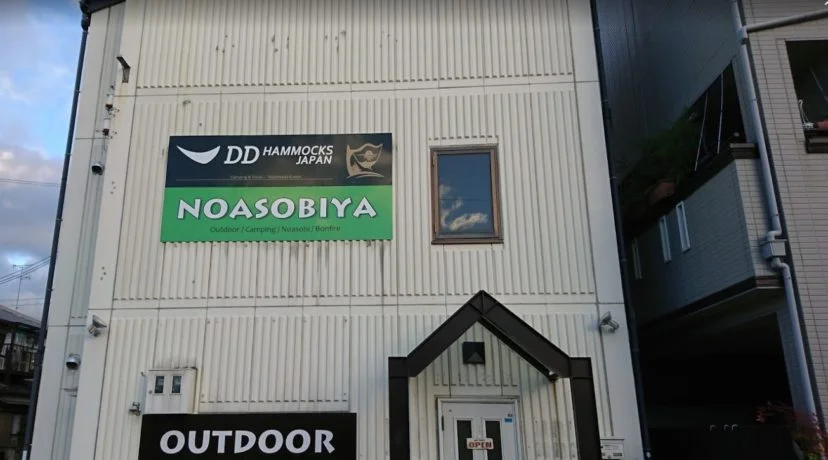 DD HAMMOCKS
JAPAN
NOASOBIYA
Outdoor / Camping / Noasobi / Bonfire
OUTDOOR
OPEN